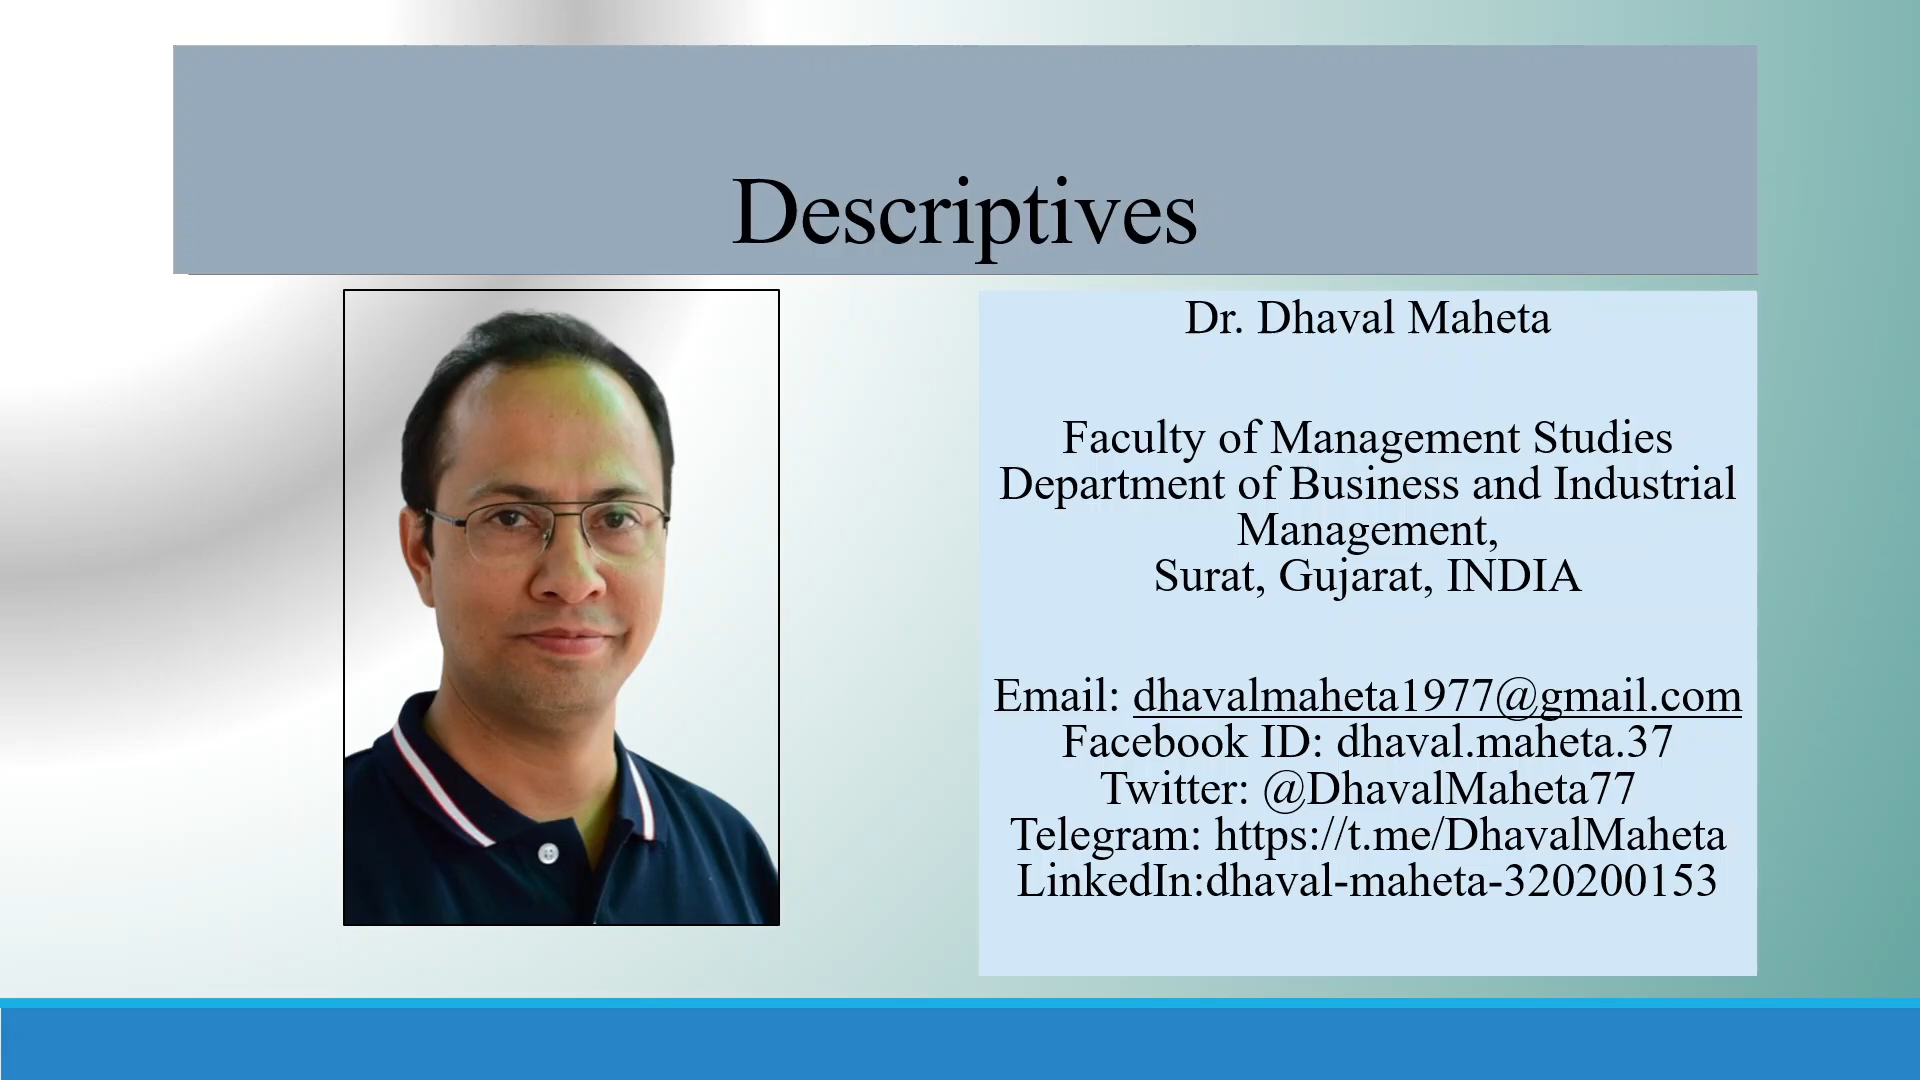 Descriptives
Dr. Dhaval Maheta
Faculty of Management Studies
Department of Business and Industrial
Management,
Surat, Gujarat, INDIA
Email: dhavalmaheta1977@gmail.com
Facebook ID: dhaval.maheta.37
Twitter: @DhavalMaheta77
Telegram: https://t.me/DhavalMaheta
LinkedIn:dhaval-maheta-320200153